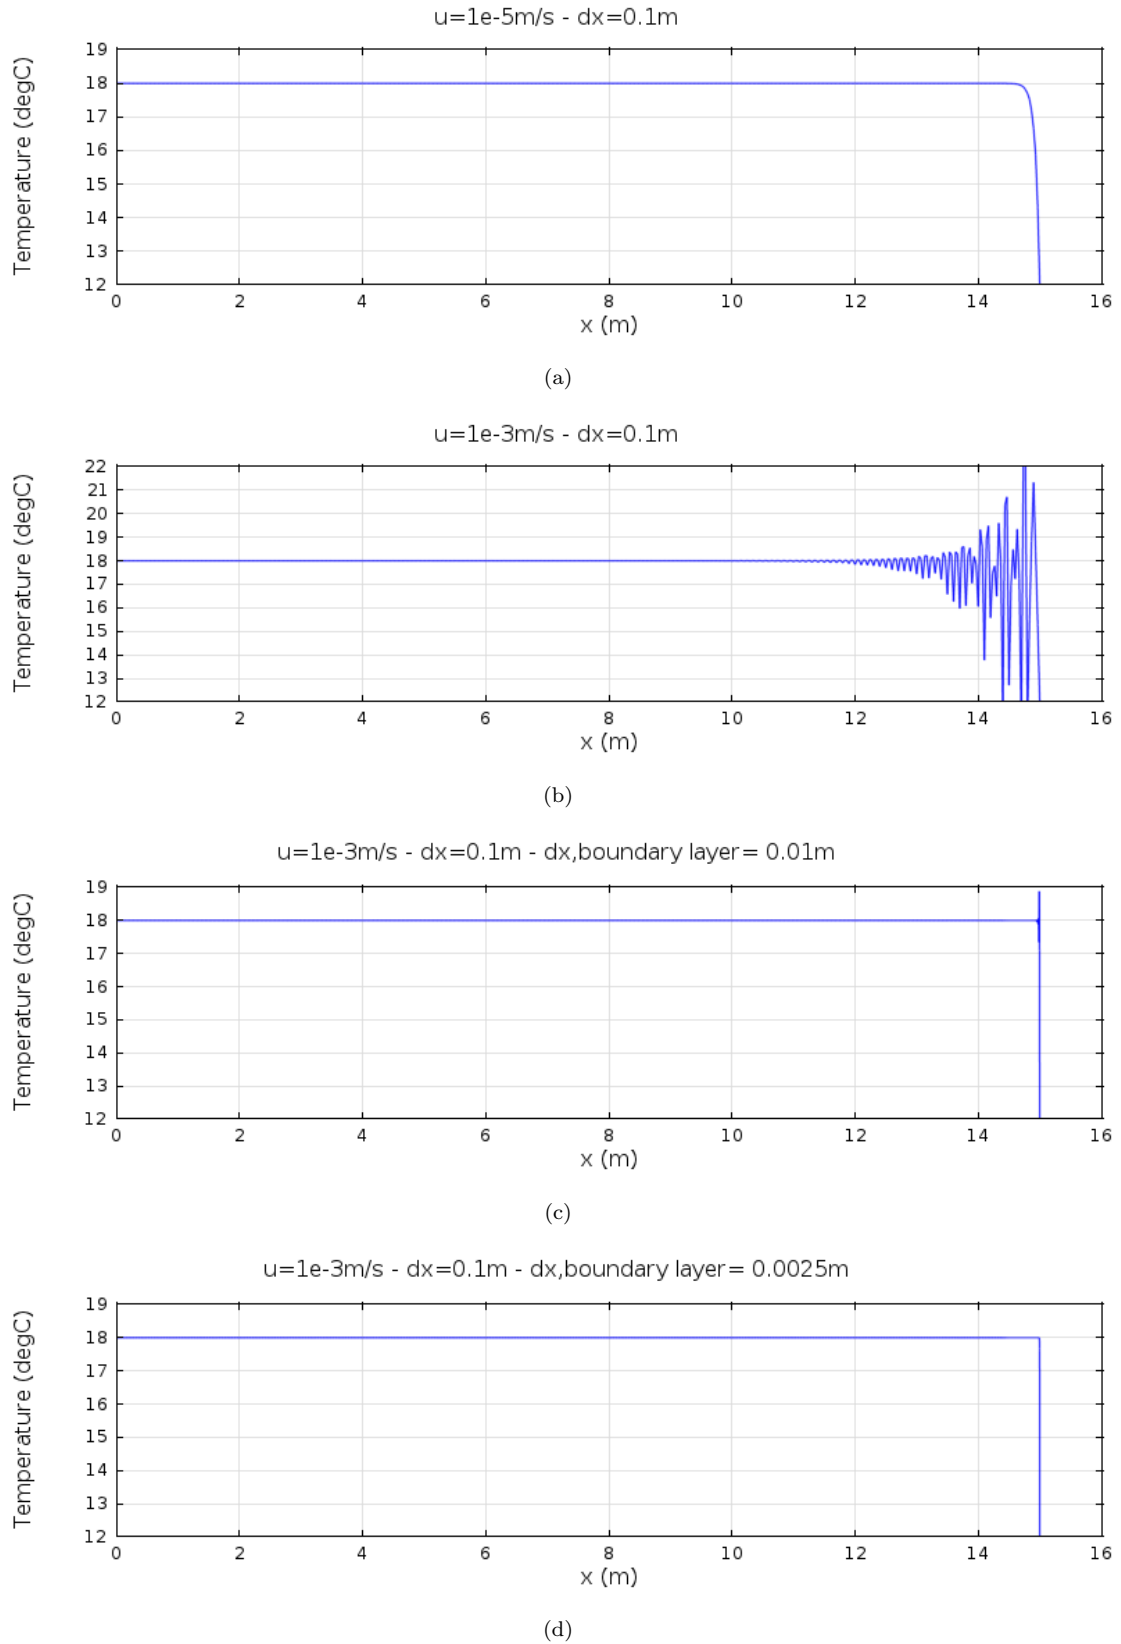 u=1e-5m/s - dx=0.1m
19
18
17
16
15
14
13
12
Temperature (degC)
0 2 4 6 8 10 12 14 16
x (m)
(a)
u=1e-3m/s - dx=0.1m
22
21
20
19
18
17
16
15
14
13
12
Temperature (degC)
0 2 4 6 8 10 12 14 16
x (m)
(b)
u=1e-3m/s - dx=0.1m - dx,boundary layer= 0.01m
19
18
17
16
15
14
13
12
Temperature (degC)
0 2 4 6 8 10 12 14 16
x (m)
(c)
u=1e-3m/s - dx=0.1m - dx,boundary layer= 0.0025m
19
18
17
16
15
14
13
12
Temperature (degC)
0 2 4 6 8 10 12 14 16
x (m)
(d)